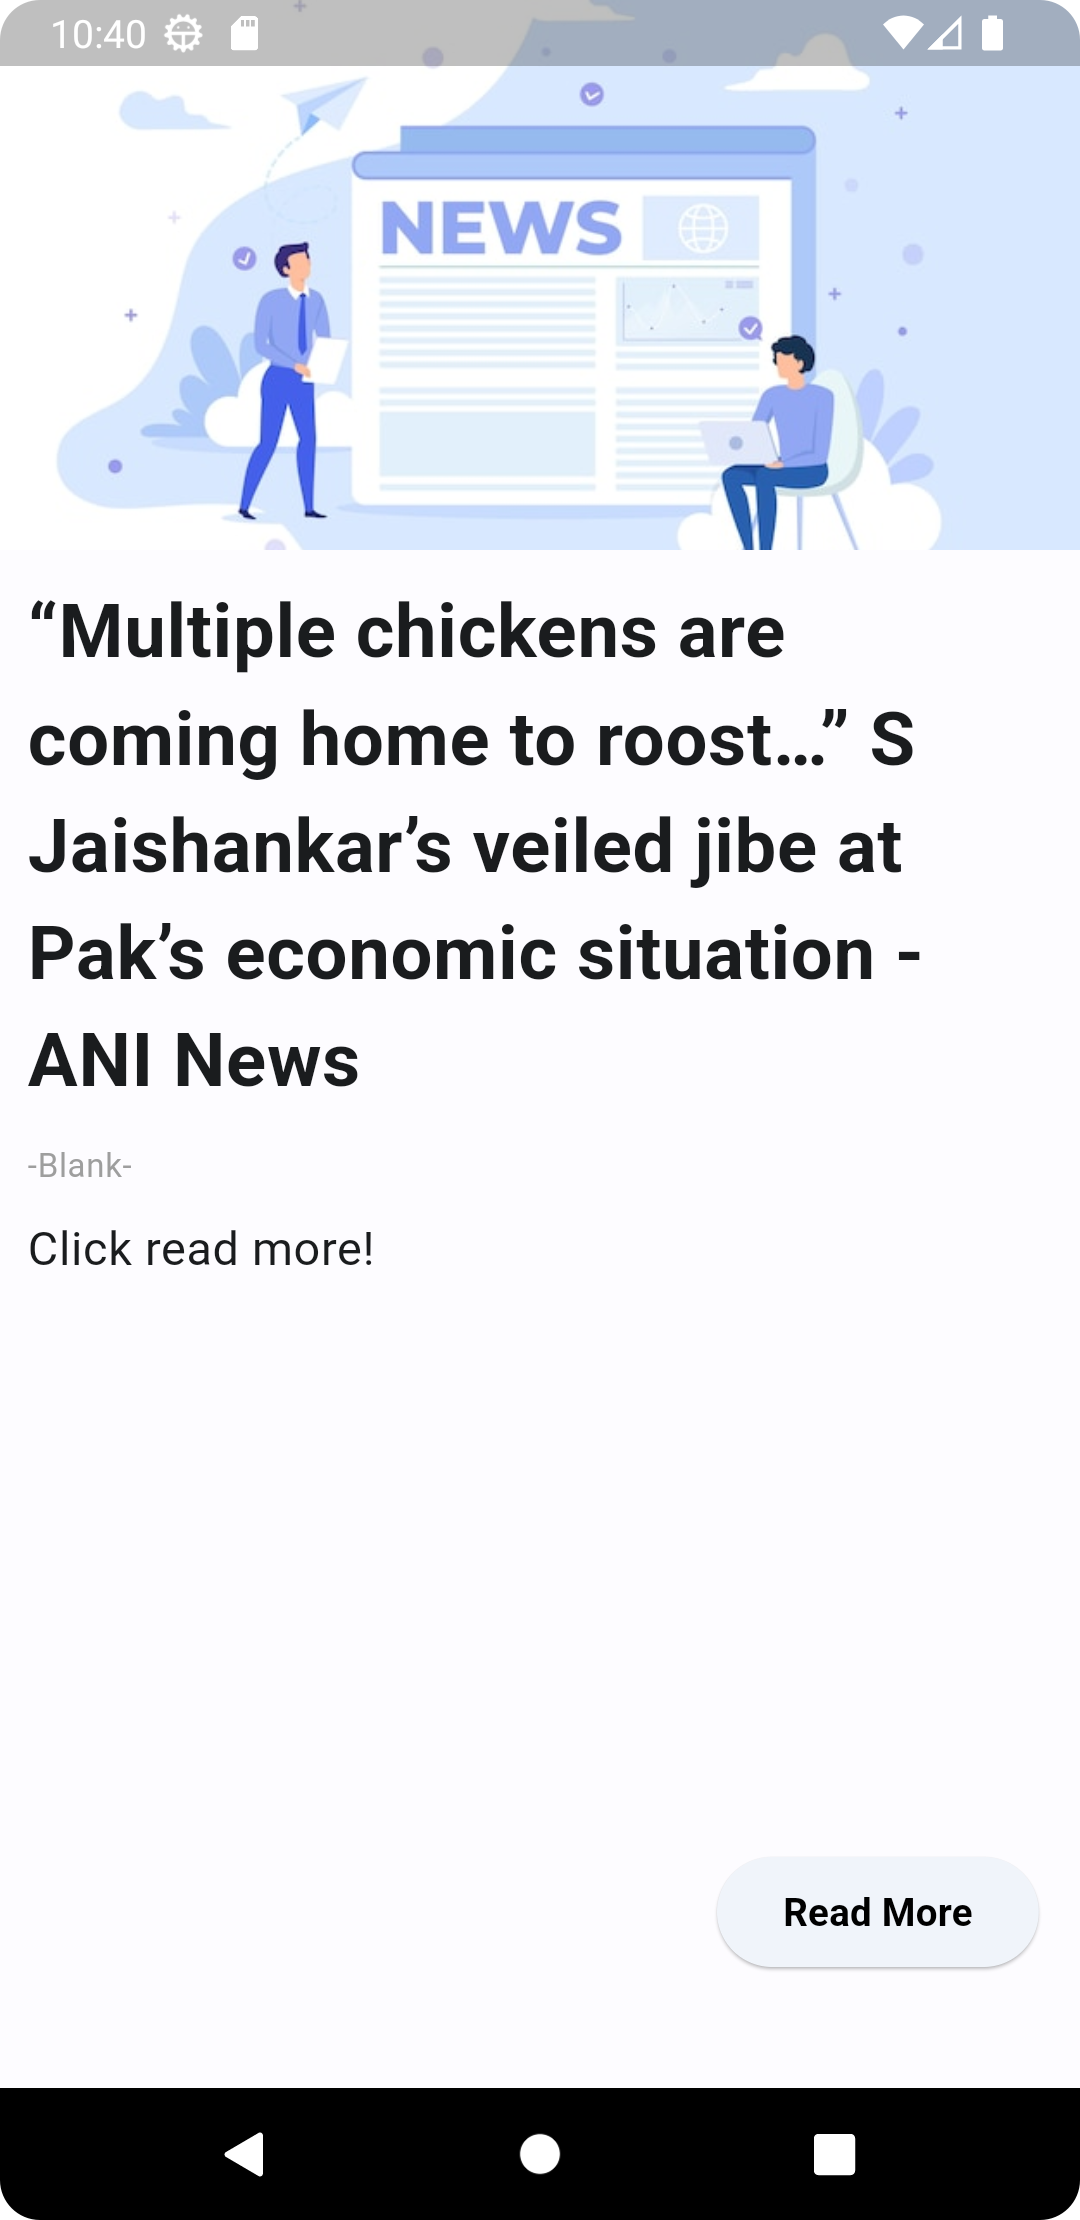 10:40
NEWS
“Multiple chickens are
coming home to roost…” S
Jaishankar’s veiled jibe at
Pak’s economic situation -
ANI News
-Blank-
Click read more!
Read More